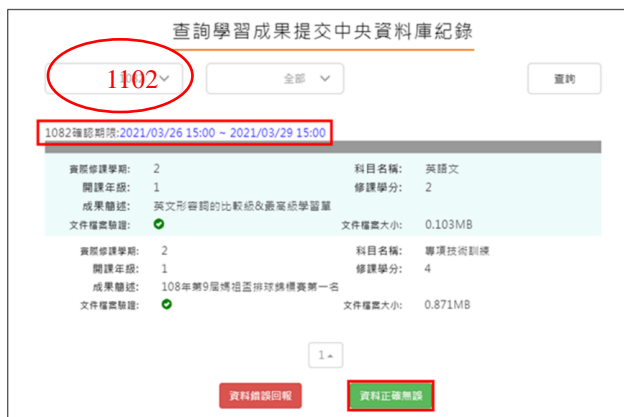 查詢學習成果提交中央資料庫紀錄
1102 全部 查詢
1082確認期限:2021/03/26 15:00 ~ 2021/03/29 15:00
實際修課學期: 2 科目名稱: 英語文
開課年級: 1 修課學分: 2
成果簡述: 英文形容詞的比較級&最高級學習單
文件檔案驗證: 文件檔案大小: 0.103MB
實際修課學期: 2 科目名稱: 專項技術訓練
開課年級: 1 修課學分: 4
成果簡述: 108年第9屆媽祖盃排球錦標賽第一名
文件檔案驗證: 文件檔案大小: 0.871MB
1
資料錯誤回報 資料正確無誤